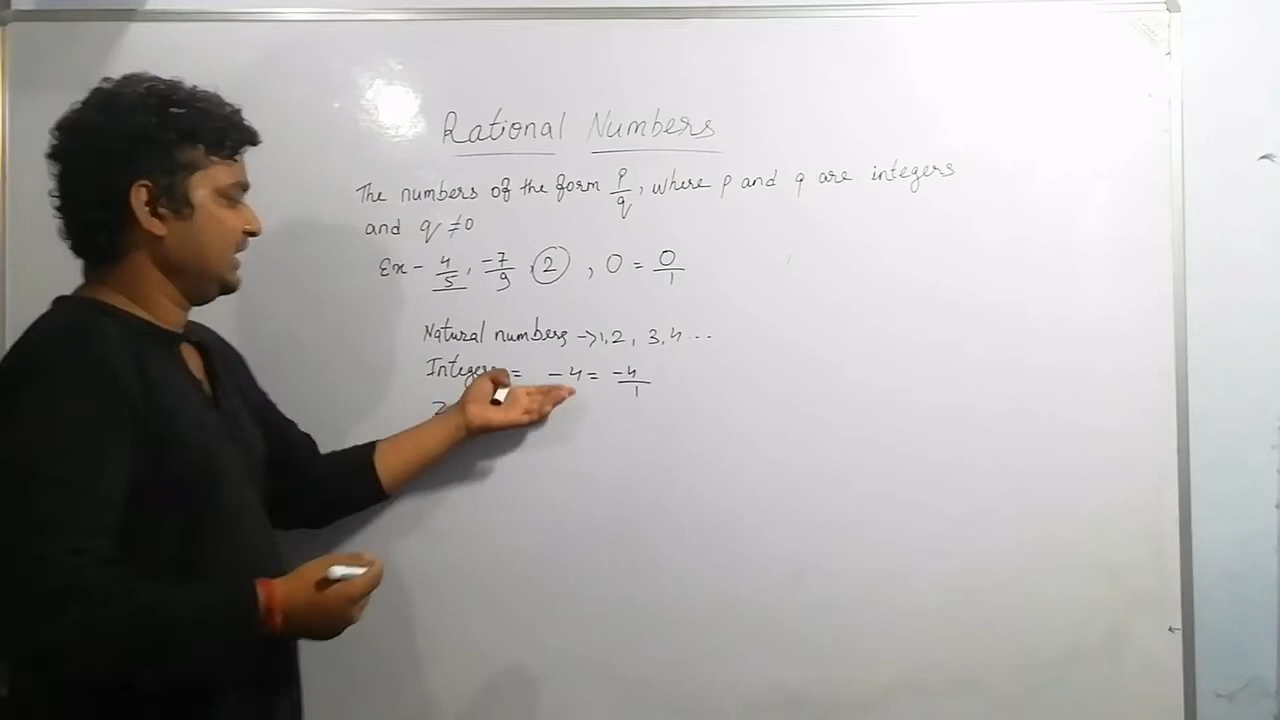 Rational Numbers
The numbers of the form p/q, where p and q are integers
and q ≠ 0
Ex - 4/5, -7/9, 2, 0 = 0/1
Natural numbers → 1, 2, 3, 4 ...
Integers = -4 = -4/1